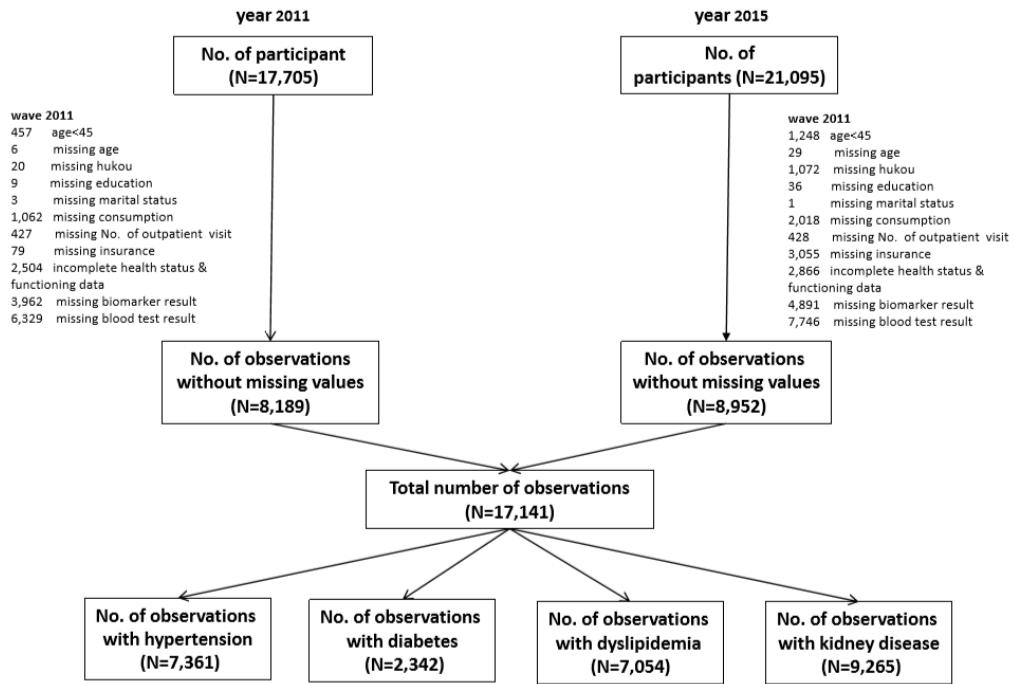 year 2011
No. of participant
(N=17,705)
wave 2011
457 age<45
6 missing age
20 missing hukou
9 missing education
3 missing marital status
1,062 missing consumption
427 missing No. of outpatient visit
79 missing insurance
2,504 incomplete health status &
functioning data
3,962 missing biomarker result
6,329 missing blood test result
No. of observations
without missing values
(N=8,189)
year 2015
No. of
participants (N=21,095)
wave 2011
1,248 age<45
29 missing age
1,072 missing hukou
36 missing education
1 missing marital status
2,018 missing consumption
428 missing No. of outpatient visit
3,055 missing insurance
2,866 incomplete health status &
functioning data
4,891 missing biomarker result
7,746 missing blood test result
No. of observations
without missing values
(N=8,952)
Total number of observations
(N=17,141)
No. of observations
with hypertension
(N=7,361)
No. of observations
with diabetes
(N=2,342)
No. of observations
with dyslipidemia
(N=7,054)
No. of observations
with kidney disease
(N=9,265)